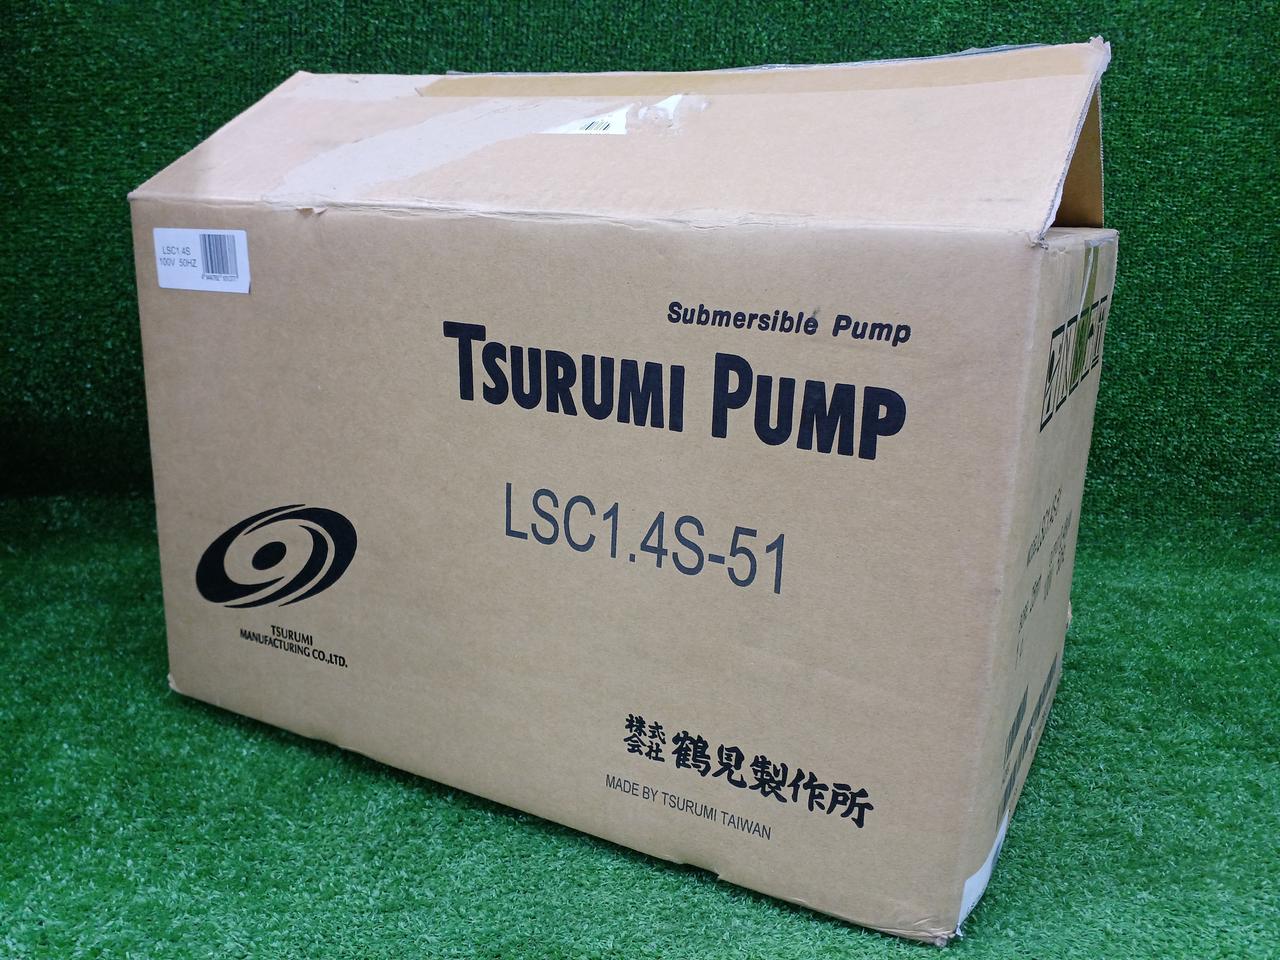 LSC1.4S
100V 50HZ
Submersible Pump
TSURUMI PUMP
LSC1.4S-51
TSURUMI
MANUFACTURING CO.,LTD.
株式会社 鶴見製作所
MADE BY TSURUMI TAIWAN